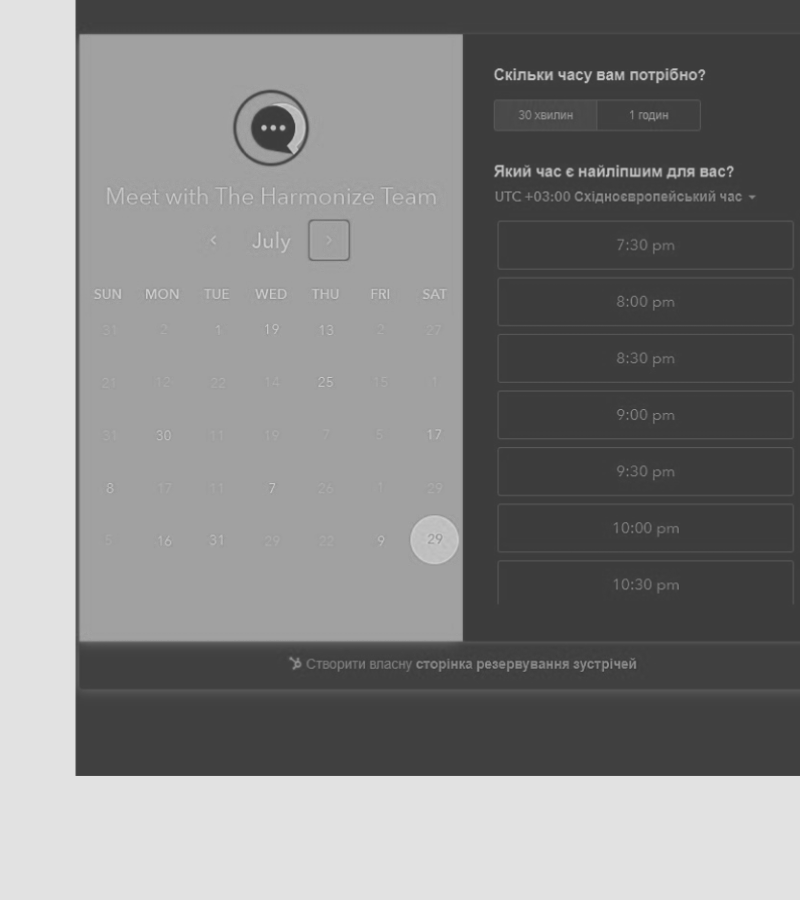 Meet with The Harmonize Team
July
SUN MON TUE WED THU FRI SAT
31 2 1 19 13 2 27
21 12 22 14 25 15 1
31 30 11 19 7 5 17
8 17 11 7 26 1 29
5 16 31 29 22 9 29
Скільки часу вам потрібно?
30 хвилин 1 годин
Який час є найліпшим для вас?
UTC +03:00 Східноєвропейський час
7:30 pm
8:00 pm
8:30 pm
9:00 pm
9:30 pm
10:00 pm
10:30 pm
Створити власну сторінка резервування зустрічей